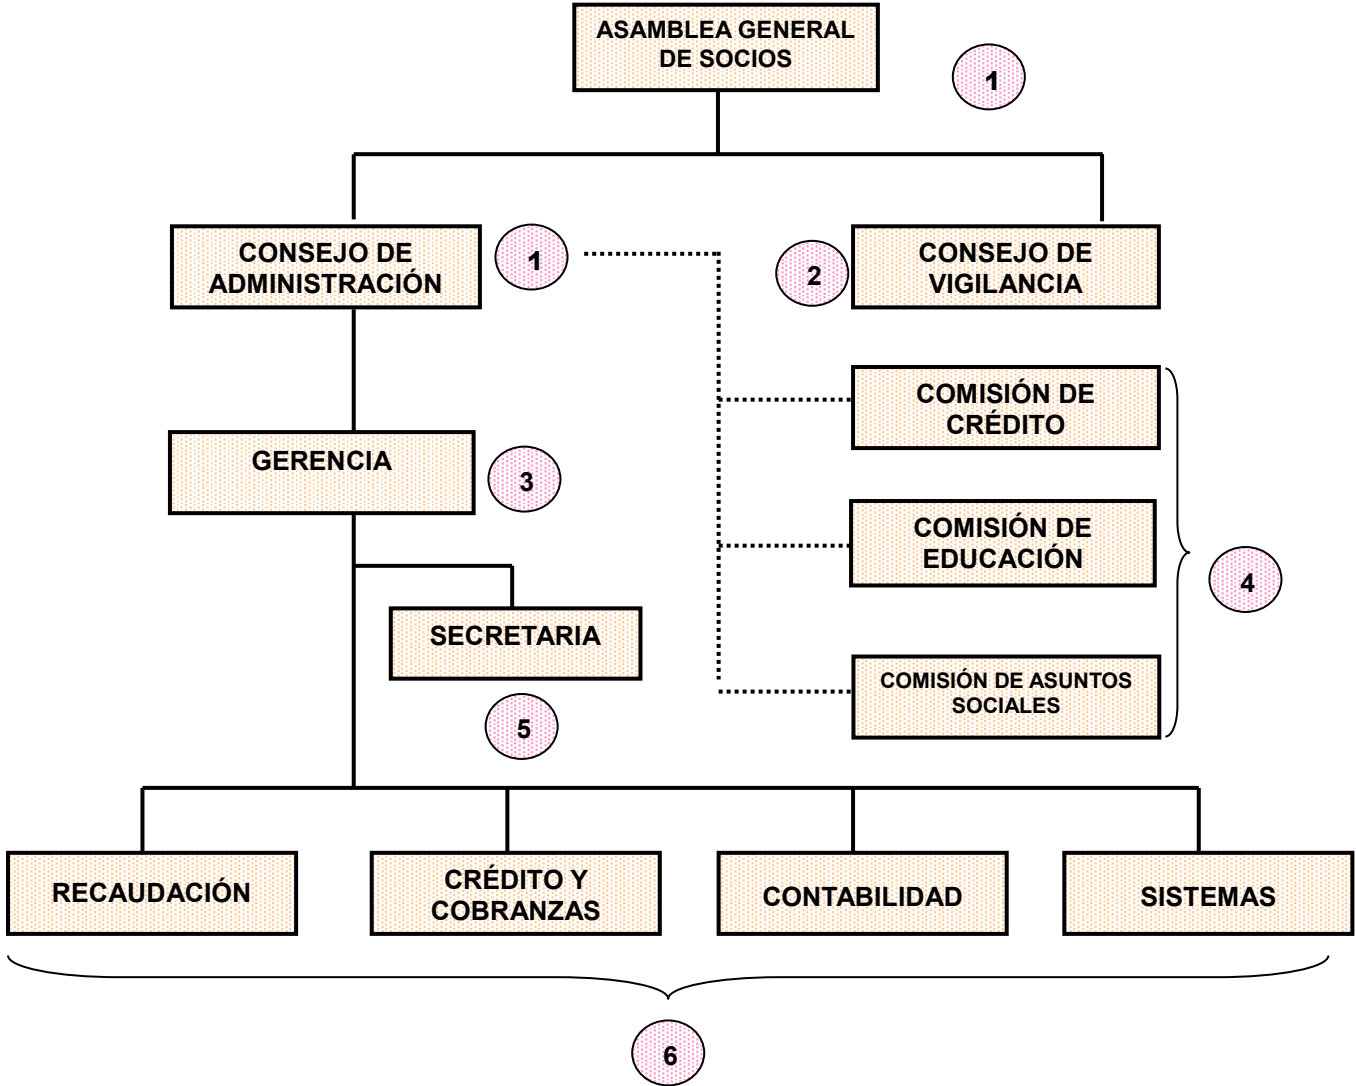 ASAMBLEA GENERAL
DE SOCIOS
1
CONSEJO DE
ADMINISTRACIÓN
1
2
CONSEJO DE
VIGILANCIA
COMISIÓN DE
CRÉDITO
GERENCIA
3
COMISIÓN DE
EDUCACIÓN
4
SECRETARIA
COMISIÓN DE ASUNTOS
SOCIALES
5
RECAUDACIÓN
CRÉDITO Y
COBRANZAS
CONTABILIDAD
SISTEMAS
6